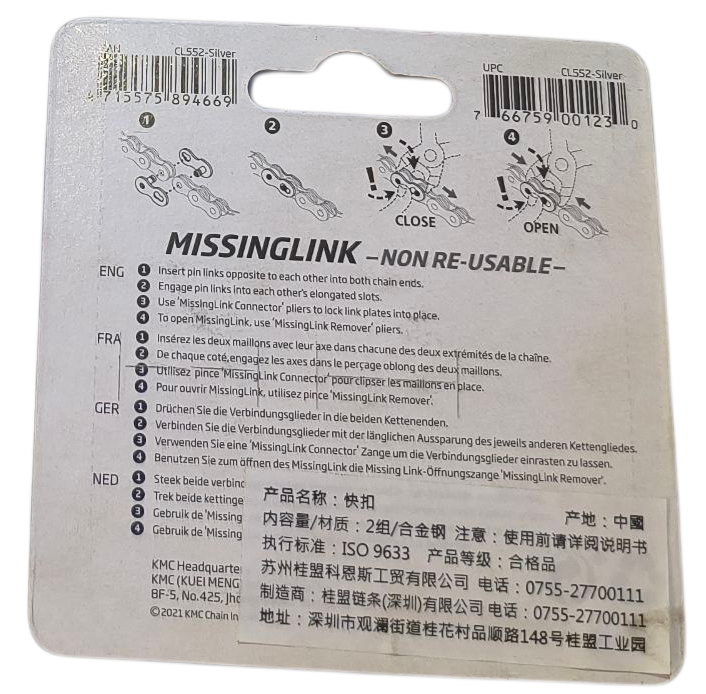 CL552-Silver
4 715575 894669
UPC CL552-Silver
7 66759 00123 0
1
2
3
4
CLOSE
OPEN
MISSINGLINK –NON RE-USABLE–
ENG
1 Insert pin links opposite to each other into both chain ends.
2 Engage pin links into each other's elongated slots.
3 Use 'MissingLink Connector' pliers to lock link plates into place.
4 To open MissingLink, use 'MissingLink Remover' pliers.
FRA
1 Insérez les deux maillons avec leur axe dans chacune des deux extrémités de la chaîne.
2 De chaque coté, engagez les axes dans le perçage oblong des deux maillons.
3 Utilisez pince 'MissingLink Connector' pour clipser les maillons en place.
4 Pour ouvrir MissingLink, utilisez pince 'MissingLink Remover'.
GER
1 Drüchen Sie die Verbindungsglieder in die beiden Kettenenden.
2 Verbinden Sie die Verbindungsglieder mit der länglichen Aussparung des jeweils anderen Kettengliedes.
3 Verwenden Sie eine 'MissingLink Connector' Zange um die Verbindungsglieder einrasten zu lassen.
4 Benutzen Sie zum öffnen des MissingLink die Missing Link-Öffnungszange 'MissingLink Remover'.
NED
1 Steek beide verbinc
2 Trek beide kettinge
3 Gebruik de 'Missing
4 Gebruik de 'Missing
KMC Headquarte
KMC (KUEI MENG
8F-5, No.425, Jho
©2021 KMC Chain In
产品名称：快扣 产地：中國
内容量/材质：2组/合金钢 注意：使用前请详阅说明书
执行标准：ISO 9633 产品等级：合格品
苏州桂盟科恩斯工贸有限公司 电话：0755-27700111
制造商：桂盟链条(深圳)有限公司 电话：0755-27700111
地址：深圳市观澜街道桂花村品顺路148号桂盟工业园